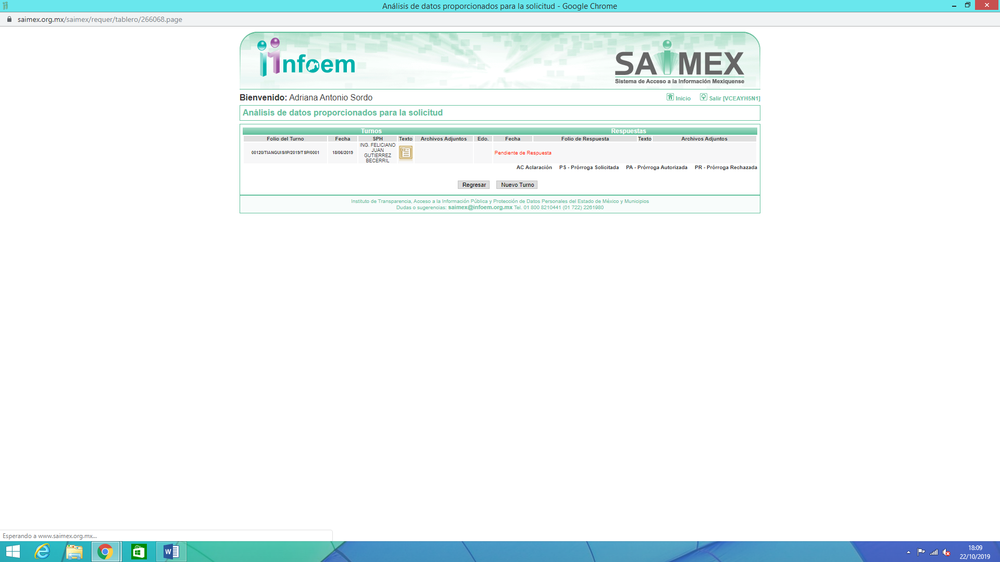 Análisis de datos proporcionados para la solicitud - Google Chrome
saimex.org.mx/saimex/requer/tablero/266068.page
infoem
SAIMEX
Sistema de Acceso a la Información Mexiquense
Bienvenido: Adriana Antonio Sordo
Inicio Salir [VCEAYH5N1]
Análisis de datos proporcionados para la solicitud
Turnos Respuestas
Folio del Turno Fecha SPH Texto Archivos Adjuntos Edo. Fecha Folio de Respuesta Texto Archivos Adjuntos
00120/TIANGUIS/IP/2019/TSP/0001 18/06/2019 ING. FELICIANO JUAN GUTIERREZ BECERRIL Pendiente de Respuesta
AC Aclaración PS - Prórroga Solicitada PA - Prórroga Autorizada PR - Prórroga Rechazada
Regresar Nuevo Turno
Instituto de Transparencia, Acceso a la Información Pública y Protección de Datos Personales del Estado de México y Municipios
Dudas o sugerencias: saimex@infoem.org.mx Tel. 01 800 8210441 (01 722) 2261980
Esperando a www.saimex.org.mx...
18:09
22/10/2019